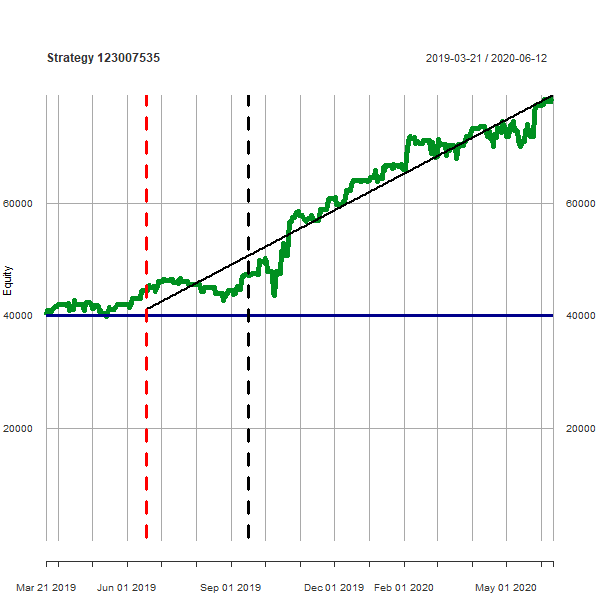 Strategy 123007535
2019-03-21 / 2020-06-12
60000
60000
Equity
40000
40000
20000
20000
Mar 21 2019
Jun 01 2019
Sep 01 2019
Dec 01 2019
Feb 01 2020
May 01 2020